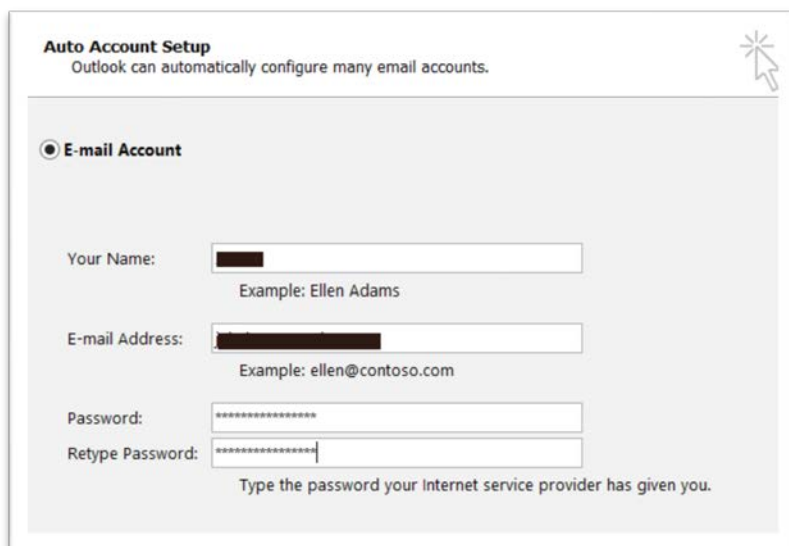 Auto Account Setup
Outlook can automatically configure many email accounts.
E-mail Account
Your Name:
Example: Ellen Adams
E-mail Address:
Example: ellen@contoso.com
Password: ****************
Retype Password: ****************
Type the password your Internet service provider has given you.